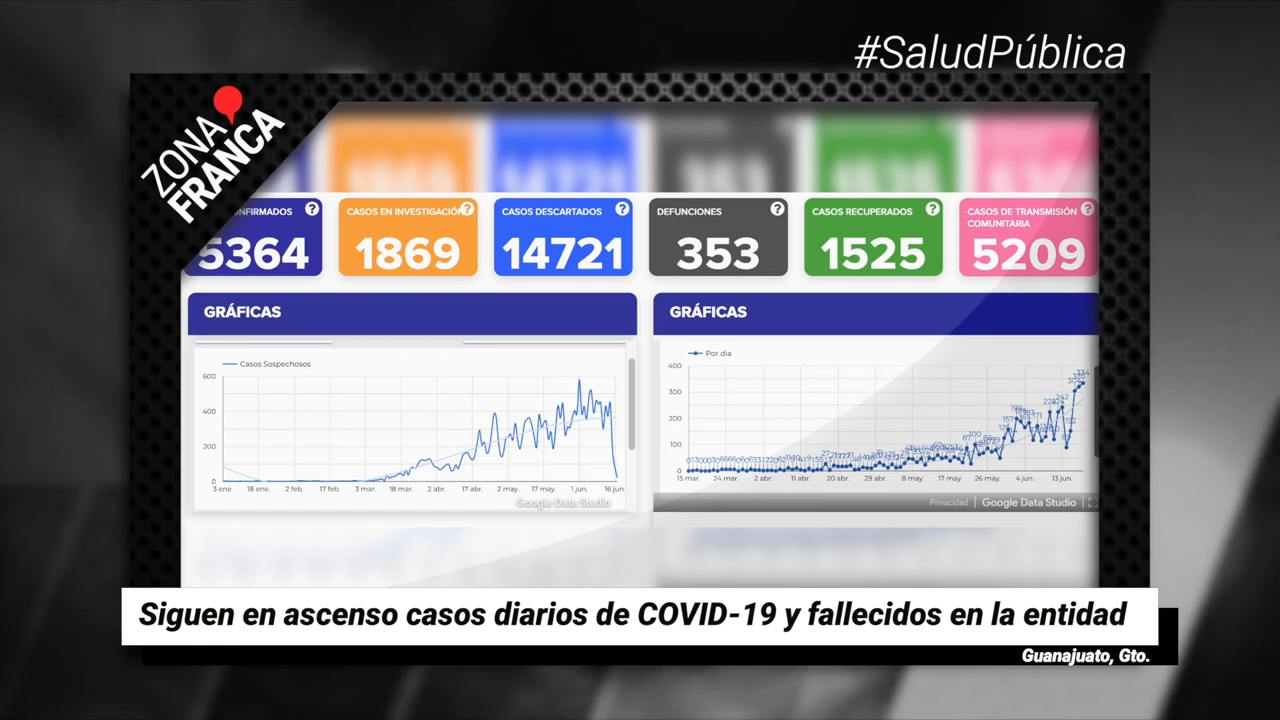 #SaludPública
ZONA
FRANCA
ONFIRMADOS
5364
CASOS EN INVESTIGACIÓN
1869
CASOS DESCARTADOS
14721
DEFUNCIONES
353
CASOS RECUPERADOS
1525
CASOS DE TRANSMISIÓN
COMUNITARIA
5209
GRÁFICAS
Casos Sospechosos
600
400
200
0
3 ene. 18 ene. 2 feb. 17 feb. 3 mar. 18 mar. 2 abr. 17 abr. 2 may. 17 may. 1 jun. 16 jun.
Google Data Studio
GRÁFICAS
Por dia
400
300
200
100
0
15 mar. 24 mar. 2 abr. 11 abr. 20 abr. 29 abr. 8 may. 17 may. 26 may. 4 jun. 13 jun.
Privacidad Google Data Studio
Siguen en ascenso casos diarios de COVID-19 y fallecidos en la entidad
Guanajuato, Gto.